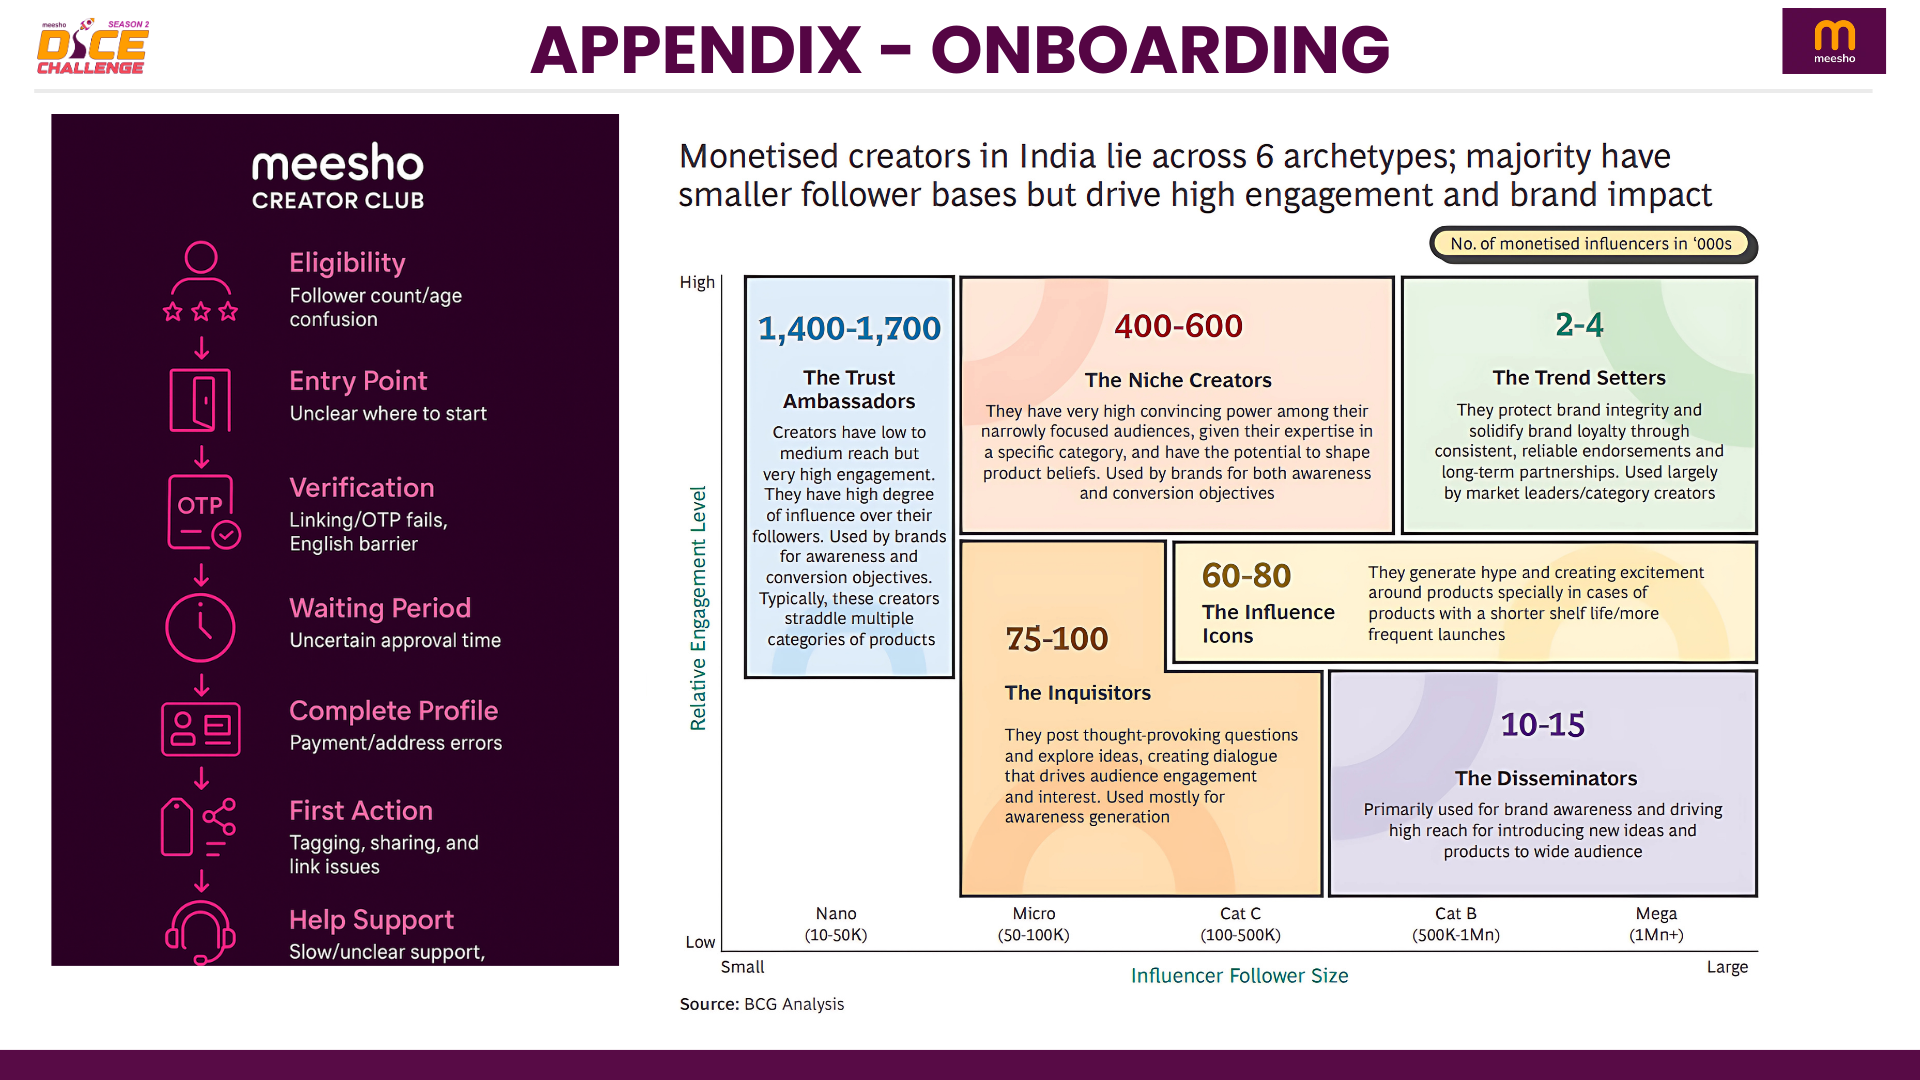 meesho
SEASON 2
DICE
CHALLENGE
APPENDIX - ONBOARDING
m
meesho
meesho
CREATOR CLUB
Eligibility
Follower count/age
confusion
Entry Point
Unclear where to start
OTP
Verification
Linking/OTP fails,
English barrier
Waiting Period
Uncertain approval time
Complete Profile
Payment/address errors
First Action
Tagging, sharing, and
link issues
Help Support
Slow/unclear support,
Monetised creators in India lie across 6 archetypes; majority have
smaller follower bases but drive high engagement and brand impact
No. of monetised influencers in ‘000s
High
Relative Engagement Level
Low
1,400-1,700
The Trust
Ambassadors
Creators have low to
medium reach but
very high engagement.
They have high degree
of influence over their
followers. Used by brands
for awareness and
conversion objectives.
Typically, these creators
straddle multiple
categories of products
400-600
The Niche Creators
They have very high convincing power among their
narrowly focused audiences, given their expertise in
a specific category, and have the potential to shape
product beliefs. Used by brands for both awareness
and conversion objectives
2-4
The Trend Setters
They protect brand integrity and
solidify brand loyalty through
consistent, reliable endorsements and
long-term partnerships. Used largely
by market leaders/category creators
75-100
The Inquisitors
They post thought-provoking questions
and explore ideas, creating dialogue
that drives audience engagement
and interest. Used mostly for
awareness generation
60-80
The Influence
Icons
They generate hype and creating excitement
around products specially in cases of
products with a shorter shelf life/more
frequent launches
10-15
The Disseminators
Primarily used for brand awareness and driving
high reach for introducing new ideas and
products to wide audience
Nano
(10-50K)
Micro
(50-100K)
Cat C
(100-500K)
Cat B
(500K-1Mn)
Mega
(1Mn+)
Small
Influencer Follower Size
Large
Source: BCG Analysis